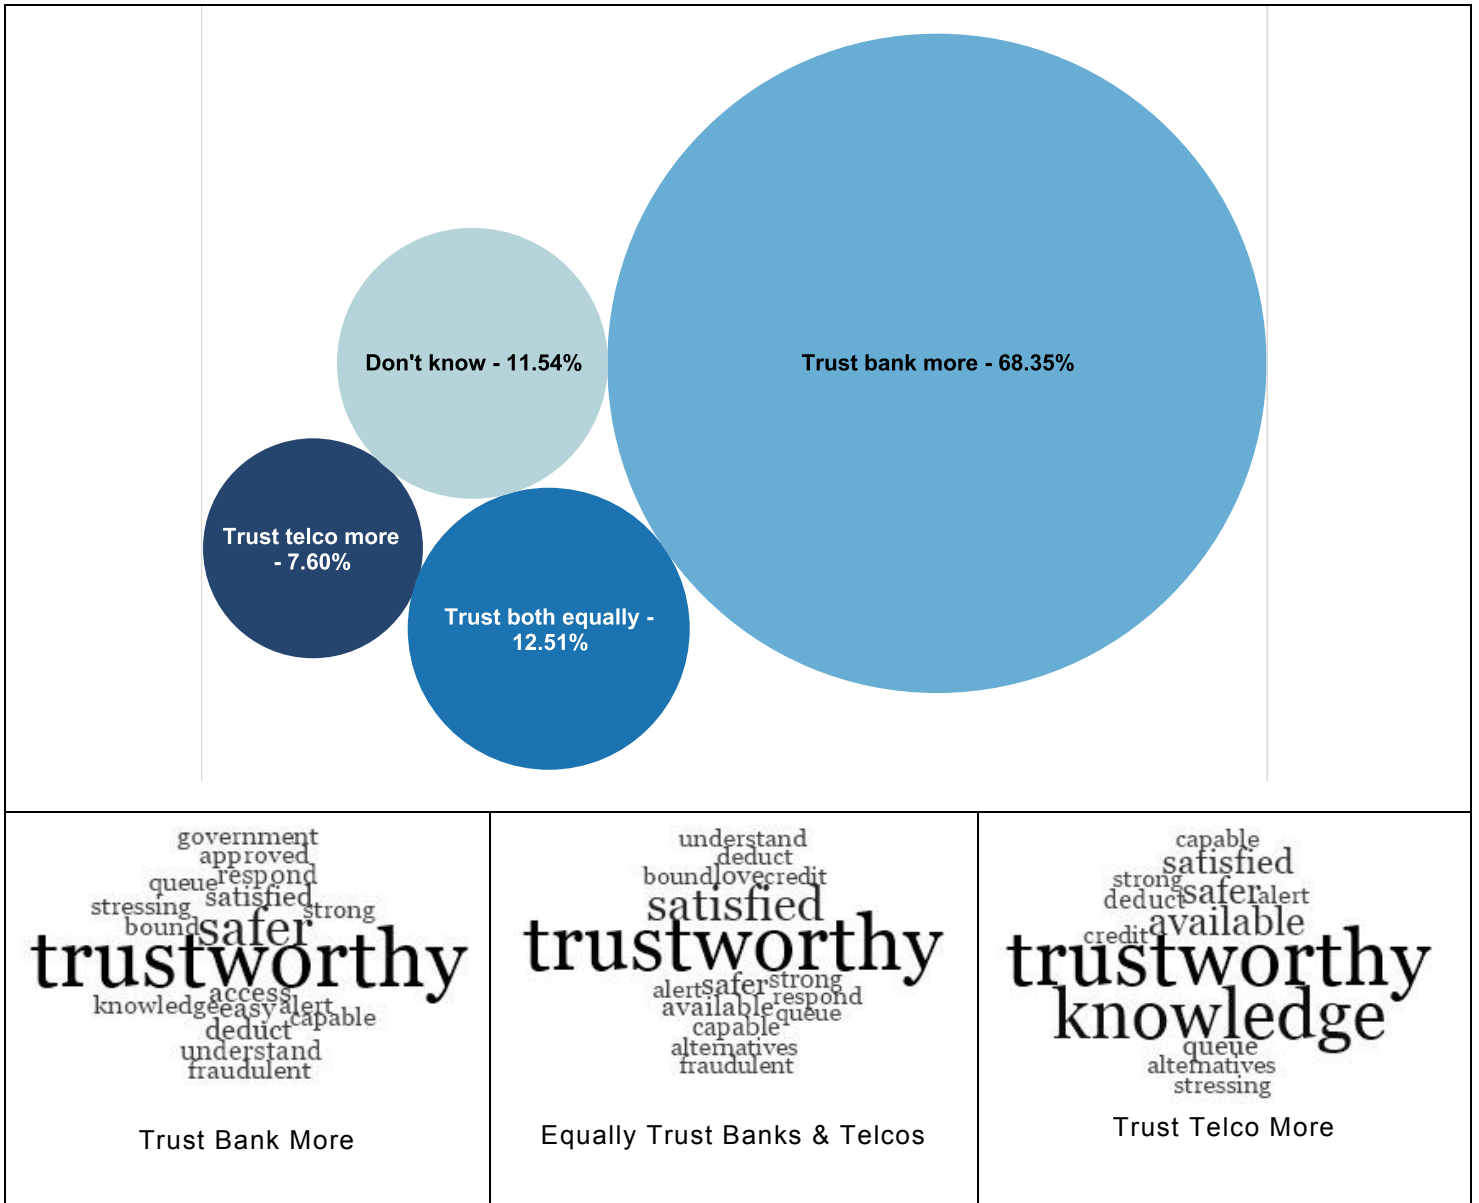 Don't know - 11.54%
Trust bank more - 68.35%
Trust telco more
- 7.60%
Trust both equally -
12.51%
government
approved
queue respond
satisfied
stressing strong
bound safer
trustworthy
access
knowledge easy alert
capable
deduct
understand
fraudulent
Trust Bank More
understand
deduct
bound love credit
satisfied
trustworthy
alert safer strong
respond
available queue
capable
alternatives
fraudulent
Equally Trust Banks & Telcos
capable
satisfied
strong
deduct safer alert
available
credit
trustworthy
knowledge
queue
alternatives
stressing
Trust Telco More